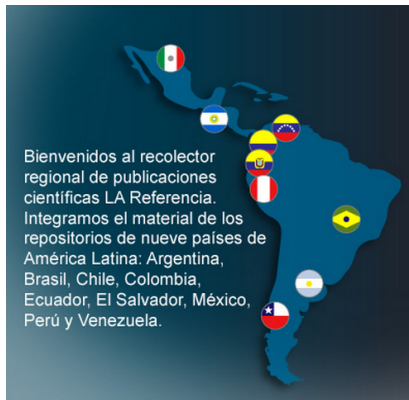 Bienvenidos al recolector
regional de publicaciones
científicas LA Referencia.
Integramos el material de los
repositorios de nueve países de
América Latina: Argentina,
Brasil, Chile, Colombia,
Ecuador, El Salvador, México,
Perú y Venezuela.